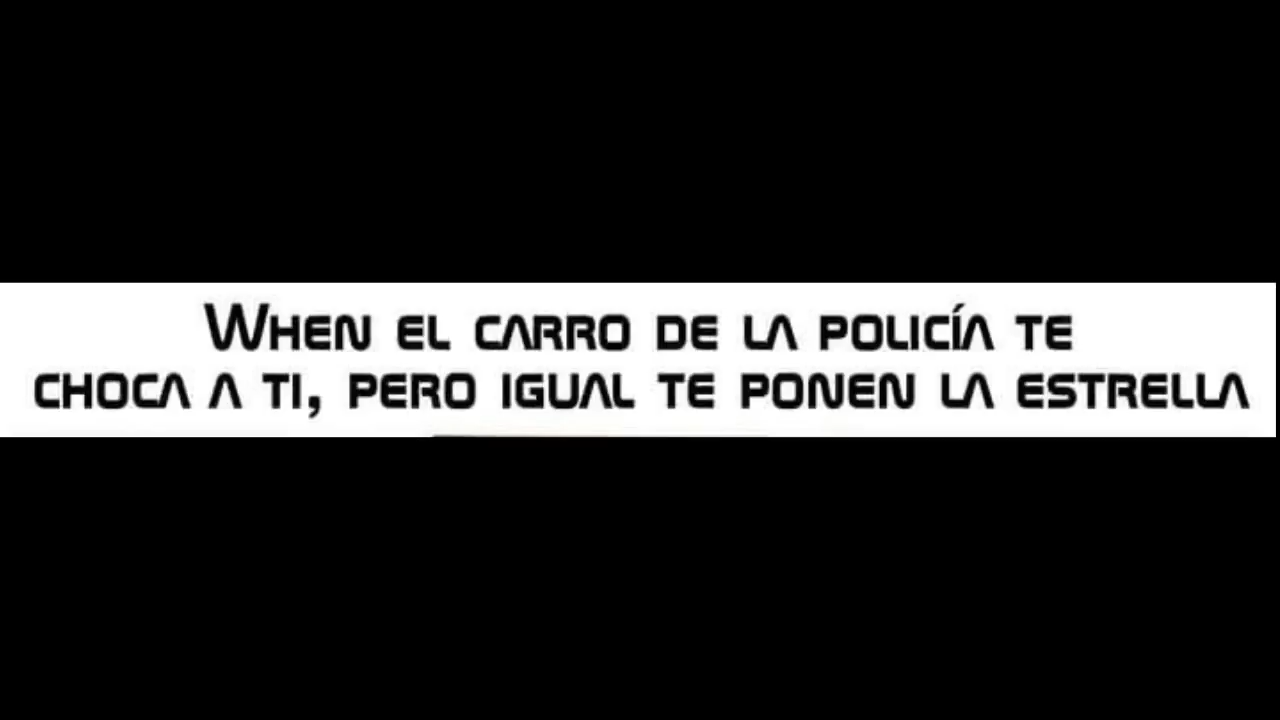 When el carro de la policía te
choca a ti, pero igual te ponen la estrella